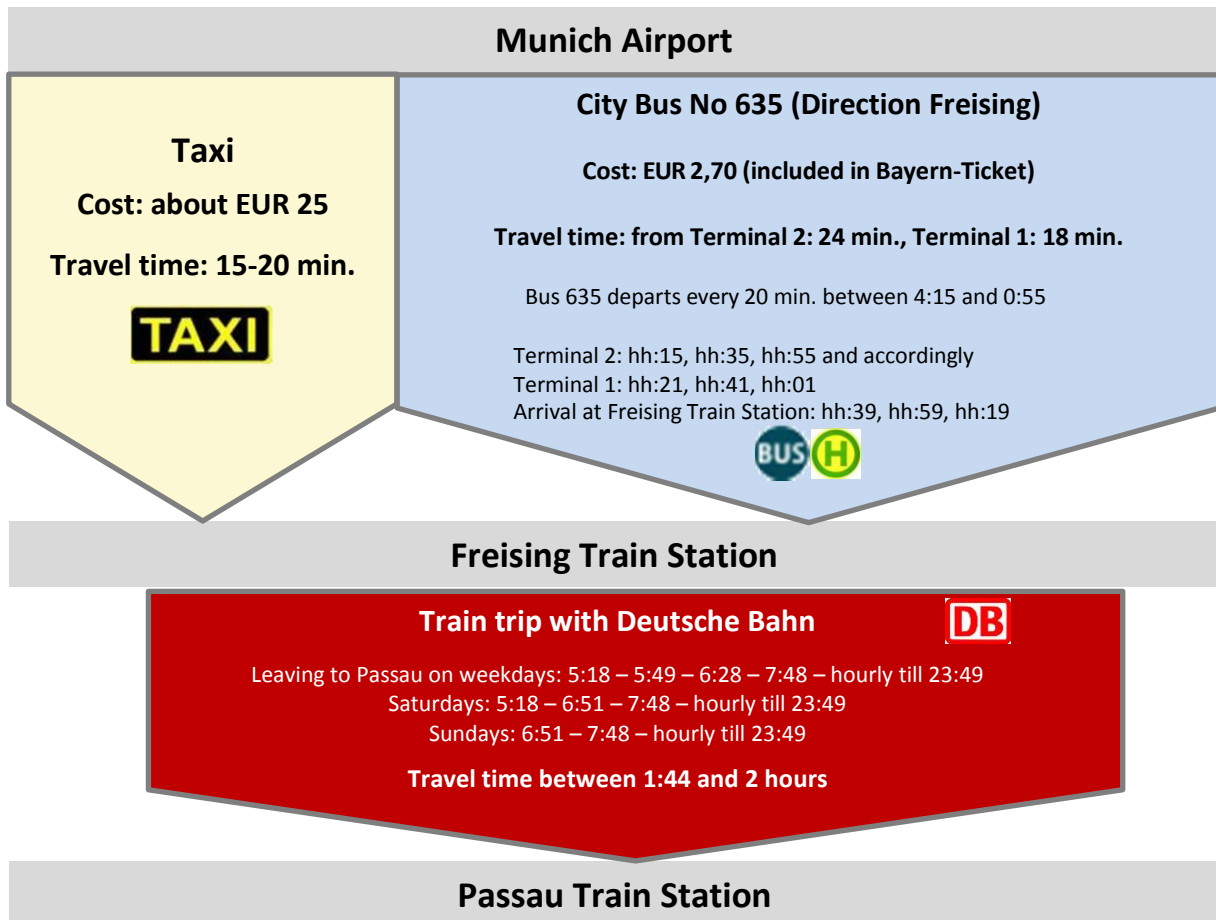 Munich Airport
Taxi
Cost: about EUR 25
Travel time: 15-20 min.
TAXI
City Bus No 635 (Direction Freising)
Cost: EUR 2,70 (included in Bayern-Ticket)
Travel time: from Terminal 2: 24 min., Terminal 1: 18 min.
Bus 635 departs every 20 min. between 4:15 and 0:55
Terminal 2: hh:15, hh:35, hh:55 and accordingly
Terminal 1: hh:21, hh:41, hh:01
Arrival at Freising Train Station: hh:39, hh:59, hh:19
BUS H
Freising Train Station
Train trip with Deutsche Bahn
DB
Leaving to Passau on weekdays: 5:18 – 5:49 – 6:28 – 7:48 – hourly till 23:49
Saturdays: 5:18 – 6:51 – 7:48 – hourly till 23:49
Sundays: 6:51 – 7:48 – hourly till 23:49
Travel time between 1:44 and 2 hours
Passau Train Station